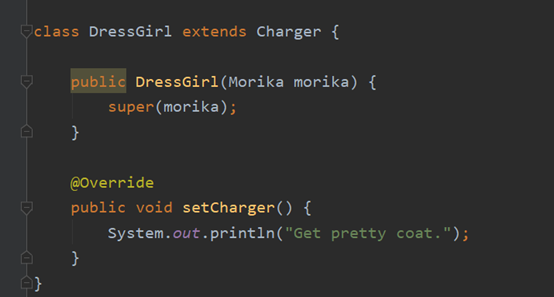 class DressGirl extends Charger {
public DressGirl(Morika morika) {
super(morika);
}
@Override
public void setCharger() {
System.out.println("Get pretty coat.");
}
}